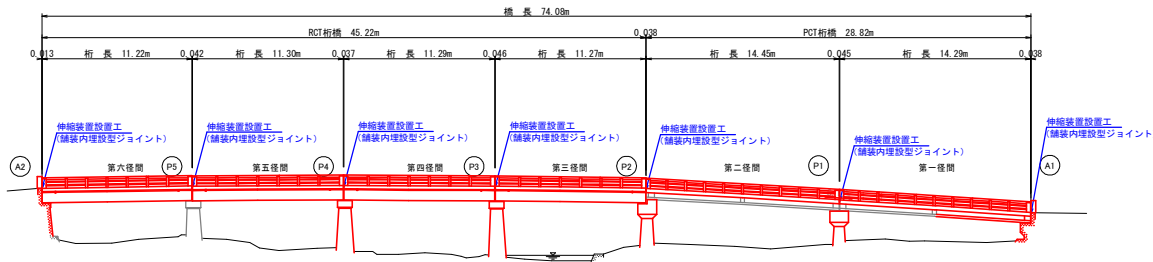 橋 長 74.08m
RCT桁橋 45.22m
0.038
PCT桁橋 28.82m
0.013
桁 長 11.22m
0.042
桁 長 11.30m
0.037
桁 長 11.29m
0.046
桁 長 11.27m
桁 長 14.45m
0.045
桁 長 14.29m
0.038
伸縮装置設置工
(舗装内埋設型ジョイント)
伸縮装置設置工
(舗装内埋設型ジョイント)
伸縮装置設置工
(舗装内埋設型ジョイント)
伸縮装置設置工
(舗装内埋設型ジョイント)
伸縮装置設置工
(舗装内埋設型ジョイント)
伸縮装置設置工
(舗装内埋設型ジョイント)
伸縮装置設置工
(舗装内埋設型ジョイント
A2
第六径間
P5
第五径間
P4
第四径間
P3
第三径間
P2
第二径間
P1
第一径間
A1